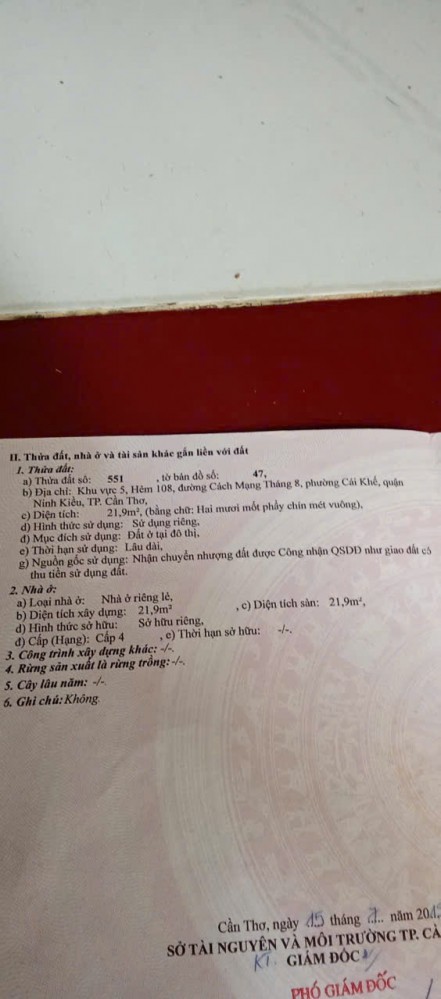 II. Thửa đất, nhà ở và tài sản khác gắn liền với đất
1. Thửa đất:
a) Thửa đất số: 551 , tờ bản đồ số: 47,
b) Địa chỉ: Khu vực 5, Hẻm 108, đường Cách Mạng Tháng 8, phường Cái Khế, quận
Ninh Kiều, TP. Cần Thơ,
c) Diện tích: 21,9m², (bằng chữ: Hai mươi mốt phẩy chín mét vuông),
d) Hình thức sử dụng: Sử dụng riêng,
đ) Mục đích sử dụng: Đất ở tại đô thị,
e) Thời hạn sử dụng: Lâu dài,
g) Nguồn gốc sử dụng: Nhận chuyển nhượng đất được Công nhận QSDĐ như giao đất có
thu tiền sử dụng đất.
2. Nhà ở:
a) Loại nhà ở: Nhà ở riêng lẻ,
b) Diện tích xây dựng: 21,9m² , c) Diện tích sàn: 21,9m²,
d) Hình thức sở hữu: Sở hữu riêng,
đ) Cấp (Hạng): Cấp 4 , e) Thời hạn sở hữu: -/-.
3. Công trình xây dựng khác: -/-.
4. Rừng sản xuất là rừng trồng: -/-.
5. Cây lâu năm: -/-
6. Ghi chú: Không.
Cần Thơ, ngày 15 tháng năm 201
SỞ TÀI NGUYÊN VÀ MÔI TRƯỜNG TP. CẦ
KT. GIÁM ĐỐC
PHÓ GIÁM ĐỐC